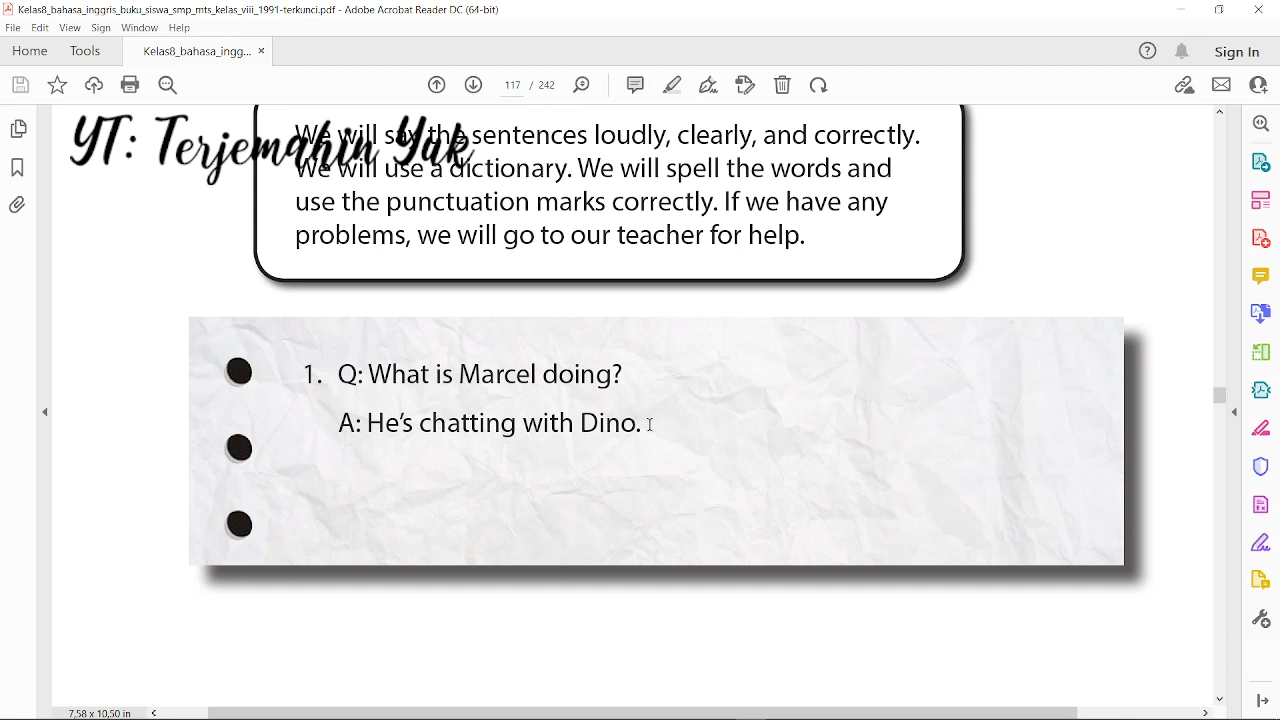 Kelas8_bahasa_inggris_buku_siswa_smp_mts_kelas_viii_1991-terkunci.pdf - Adobe Acrobat Reader DC (64-bit)
File Edit View Sign Window Help
Home Tools Kelas8_bahasa_ingg... × Sign In
117 / 242
YT: Terjemahin Yuk
We will say the sentences loudly, clearly, and correctly.
We will use a dictionary. We will spell the words and
use the punctuation marks correctly. If we have any
problems, we will go to our teacher for help.
1. Q: What is Marcel doing?
A: He's chatting with Dino.
7,58 x 10,50 in